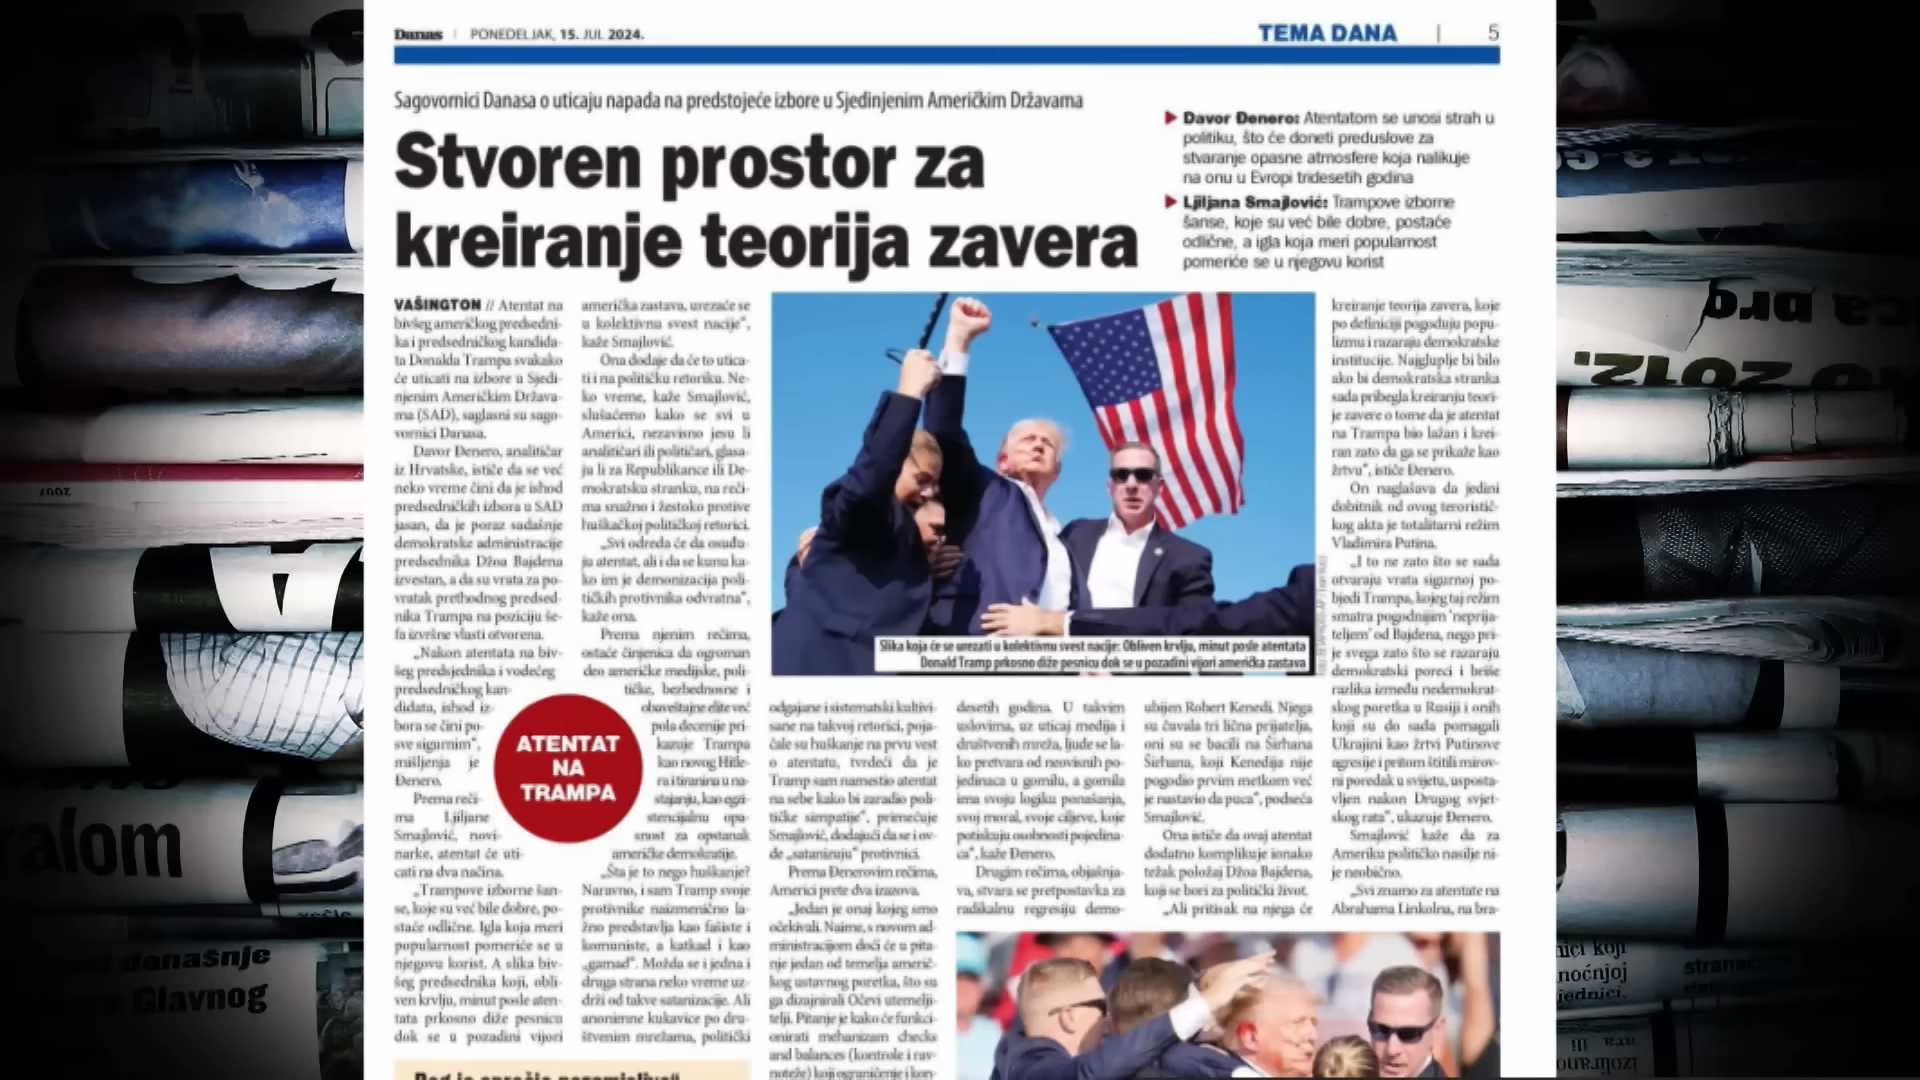 Danas | PONEDELJAK, 15. JUL 2024.
TEMA DANA | 5
Sagovornici Danasa o uticaju napada na predstojeće izbore u Sjedinjenim Američkim Državama
Stvoren prostor za
kreiranje teorija zavera
Davor Đenero: Atentatom se unosi strah u
politiku, što će doneti preduslove za
stvaranje opasne atmosfere koja nalikuje
na onu u Evropi tridesetih godina
Ljiljana Smajlović: Trampove izborne
šanse, koje su već bile dobre, postaće
odlične, a igla koja meri popularnost
pomeriće se u njegovu korist
VAŠINGTON // Atentat na
bivšeg američkog predsedni-
ka i predsedničkog kandida-
ta Donalda Trampa svakako
će uticati na izbore u Sjedi-
njenim Američkim Država-
ma (SAD), saglasni su sago-
vornici Danasa.
Davor Đenero, analitičar
iz Hrvatske, ističe da se već
neko vreme čini da je ishod
predsedničkih izbora u SAD
jasan, da je poraz sadašnje
demokratske administracije
predsednika Džoa Bajdena
izvestan, a da su vrata za po-
vratak prethodnog predsed-
nika Trampa na poziciju še-
fa izvršne vlasti otvorena.
„Nakon atentata na biv-
šeg predsjednika i vodećeg
predsedničkog kan-
didata, ishod iz-
bora se čini po-
sve sigurnim",
mišljenja je
Đenero.
Prema reči-
ma Ljiljane
Smajlović, novi-
narke, atentat će uti-
cati na dva načina.
„Trampove izborne šan-
se, koje su već bile dobre, po-
staće odlične. Igla koja meri
popularnost pomeriće se u
njegovu korist. A slika biv-
šeg predsednika koji, obli-
ven krvlju, minut posle aten-
tata prkosno diže pesnicu
dok se u pozadini vijori
američka zastava, urezaće se
u kolektivnu svest nacije",
kaže Smajlović.
Ona dodaje da će to utica-
ti i na političku retoriku. Ne-
ko vreme, kaže Smajlović,
slušaćemo kako se svi u
Americi, nezavisno jesu li
analitičari ili političari, glasa-
ju li za Republikance ili De-
mokratsku stranku, na reči-
ma snažno i žestoko protive
huškačkoj političkoj retorici.
„Svi odreda će da osuđu-
ju atentat, ali i da se kunu ka-
ko im je demonizacija poli-
tičkih protivnika odvratna",
kaže ona.
Prema njenim rečima,
ostaće činjenica da ogroman
deo američke medijske, poli-
tičke, bezbednosne i
obaveštajne elite već
pola decenije pri-
kazuje Trampa
kao novog Hitle-
ra i tiranina u na-
stajanju, kao egzi-
stencijalnu opa-
snost za opstanak
američke demokratije.
„Šta je to nego huškanje?
Naravno, i sam Tramp svoje
protivnike naizmenično la-
žno predstavlja kao fašiste i
komuniste, a katkad i kao
„gamad". Možda se i jedna i
druga strana neko vreme uz-
drži od takve satanizacije. Ali
anonimne kukavice po dru-
štvenim mrežama, politički
ATENTAT
NA
TRAMPA
Slika koja će se urezati u kolektivnu svest nacije: Obliven krvlju, minut posle atentata
Donald Tramp prkosno diže pesnicu dok se u pozadini vijori američka zastava
odgajane i sistematski kultivi-
sane na takvoj retorici, poja-
čale su huškanje na prvu vest
o atentatu, tvrdeći da je
Tramp sam namestio atentat
na sebe kako bi zaradio poli-
tičke simpatije", primećuje
Smajlović, dodajući da se i ov-
de „satanizuju" protivnici.
Prema Đenerovim rečima,
Americi prete dva izazova.
„Jedan je onaj kojeg smo
očekivali. Naime, s novom ad-
ministracijom doći će u pita-
nje jedan od temelja američ-
kog ustavnog poretka, što su
ga dizajnirali Očevi utemelji-
telji. Pitanje je kako će funkci-
onirati mehanizam checks
and balances (kontrole i rav-
noteže) koji ograničenje i kon-
desetih godina. U takvim
uslovima, uz uticaj medija i
društvenih mreža, ljude se la-
ko pretvara od neovisnih po-
jedinaca u gomilu, a gomila
ima svoju logiku ponašanja,
svoj moral, svoje ciljeve, koje
potiskuju osobnosti pojedina-
ca", kaže Đenero.
Drugim rečima, objašnja-
va, stvara se pretpostavka za
radikalnu regresiju demo-
ubijen Robert Kenedi. Njega
su čuvala tri lična prijatelja,
oni su se bacili na Sirhana
Sirhana, koji Kenedija nije
pogodio prvim metkom već
je nastavio da puca", podseća
Smajlović.
Ona ističe da ovaj atentat
dodatno komplikuje ionako
težak položaj Džoa Bajdena,
koji se bori za politički život.
„Ali pritisak na njega će
kreiranje teorija zavera, koje
po definiciji pogoduju popu-
lizmu i razaraju demokratske
institucije. Najgluplje bi bilo
ako bi demokratska stranka
sada pribegla kreiranju teori-
je zavere o tome da je atentat
na Trampa bio lažan i krei-
ran zato da ga se prikaže kao
žrtvu", ističe Đenero.
On naglašava da jedini
dobitnik od ovog teroristič-
kog akta je totalitarni režim
Vladimira Putina.
„I to ne zato što se sada
otvaraju vrata sigurnoj po-
bjedi Trampa, kojeg taj režim
smatra pogodnijim 'neprija-
teljem' od Bajdena, nego pri-
je svega zato što se razaraju
demokratski poreci i briše
razlika između nedemokrat-
skog poretka u Rusiji i onih
koji su do sada pomagali
Ukrajini kao žrtvi Putinove
agresije i pritom štitili mirov-
ni poredak u svijetu, usposta-
vljen nakon Drugog svjet-
skog rata", ukazuje Đenero.
Smajlović kaže da za
Ameriku političko nasilje ni-
je neobično.
„Svi znamo za atentate na
Abrahama Linkolna, na bra-
ralom
današnje
Glavnog
2012.
nici koji
noćnjoj
jednici.